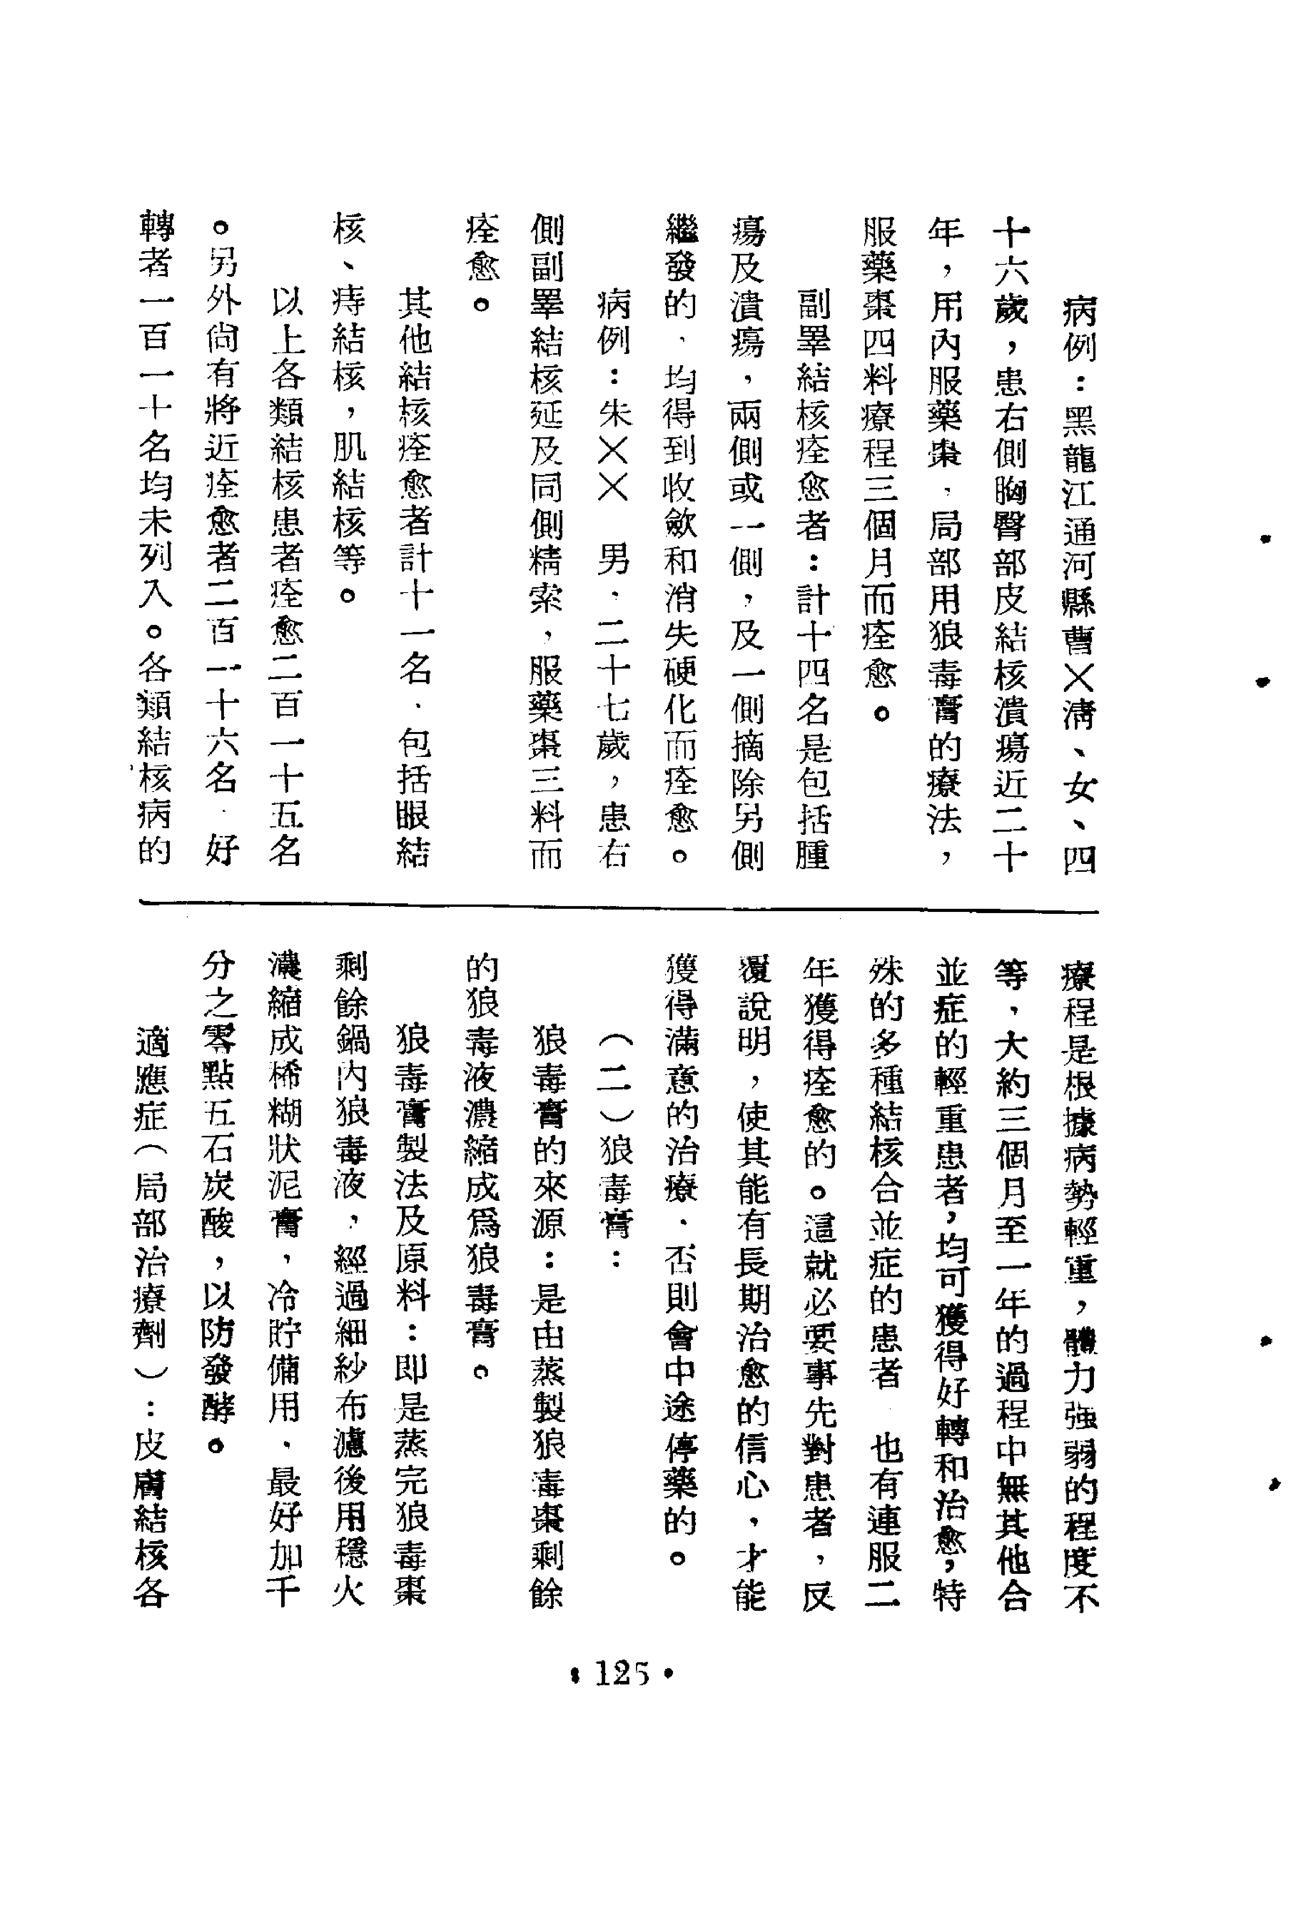 病例：黑龍江通河縣曹×淸、女、四
十六歲，患右側胸臀部皮結核潰瘍近二十
年，用內服藥棗，局部用狼毒膏的療法，
服藥棗四料療程三個月而痊愈。
副睪結核痊愈者：計十四名是包括腫
瘍及潰瘍，兩側或一側，及一側摘除另側
繼發的，均得到收斂和消失硬化而痊愈。
病例：朱×× 男，二十七歲，患右
側副睪結核延及同側精索，服藥棗三料而
痊愈。
其他結核痊愈者計十一名，包括眼結
核、痔結核，肌結核等。
以上各類結核患者痊愈二百一十五名
。另外尙有將近痊愈者二百一十六名，好
轉者一百一十名均未列入。各類結核病的
療程是根據病勢輕重，體力強弱的程度不
等，大約三個月至一年的過程中無其他合
並症的輕重患者，均可獲得好轉和治愈，特
殊的多種結核合並症的患者 也有連服二
年獲得痊愈的。這就必要事先對患者，反
覆說明，使其能有長期治愈的信心，才能
獲得滿意的治療，否則會中途停藥的。
（二）狼毒膏：
狼毒膏的來源：是由蒸製狼毒棗剩餘
的狼毒液濃縮成爲狼毒膏。
狼毒膏製法及原料：即是蒸完狼毒棗
剩餘鍋內狼毒液，經過細紗布濾後用穩火
濃縮成稀糊狀泥膏，冷貯備用，最好加千
分之零點五石炭酸，以防發酵。
適應症（局部治療劑）：皮膚結核各
• 125 •